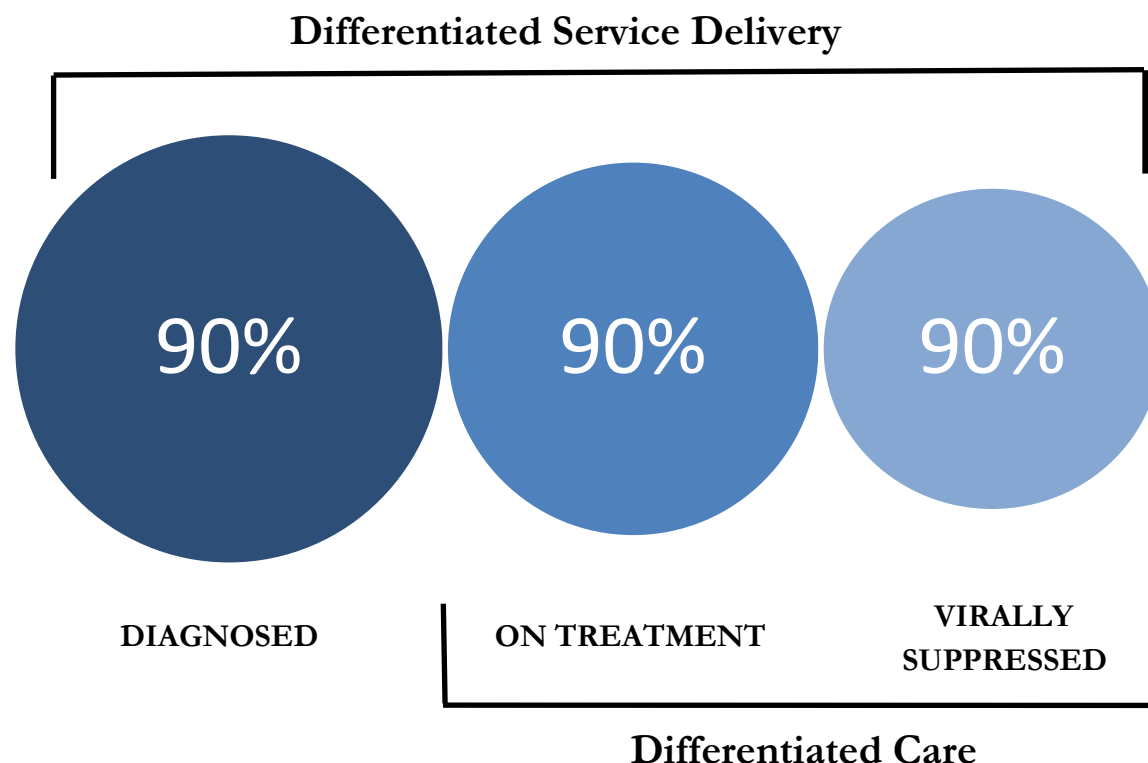 Differentiated Service Delivery
90%
90%
90%
DIAGNOSED
ON TREATMENT
VIRALLY
SUPPRESSED
Differentiated Care